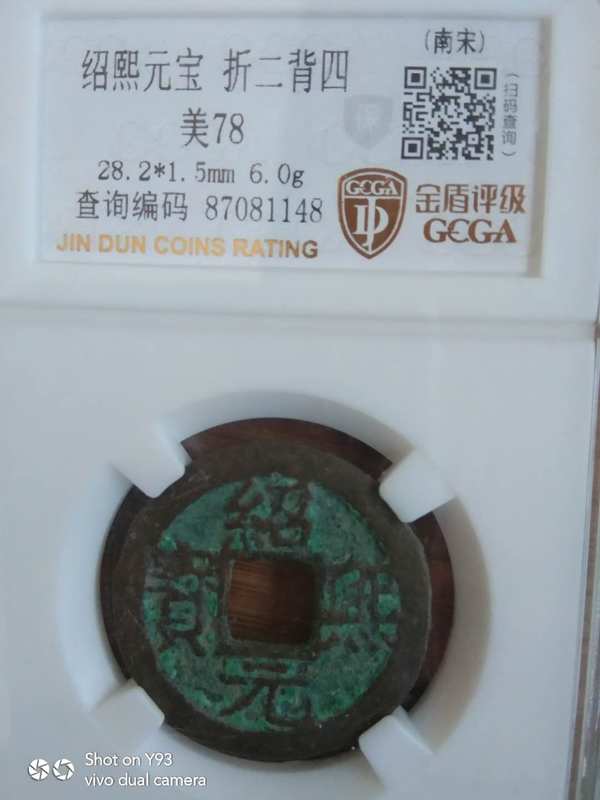 (南宋)
绍熙元宝 折二背四
美78
28.2*1.5mm 6.0g
查询编码 87081148
JIN DUN COINS RATING
(扫码查询)
GCGA
金盾评级
GCGA
紹
熙
元
寶
Shot on Y93
vivo dual camera